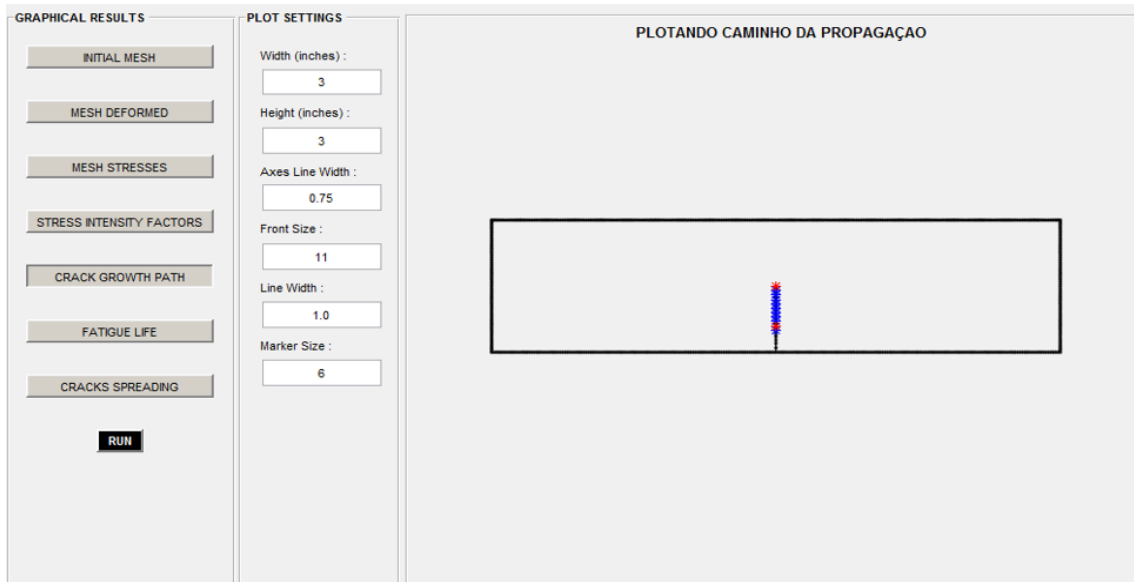 GRAPHICAL RESULTS
INITIAL MESH
MESH DEFORMED
MESH STRESSES
STRESS INTENSITY FACTORS
CRACK GROWTH PATH
FATIGUE LIFE
CRACKS SPREADING
RUN
PLOT SETTINGS
Width (inches) :
3
Height (inches) :
3
Axes Line Width :
0.75
Front Size :
11
Line Width :
1.0
Marker Size :
6
PLOTANDO CAMINHO DA PROPAGAÇAO